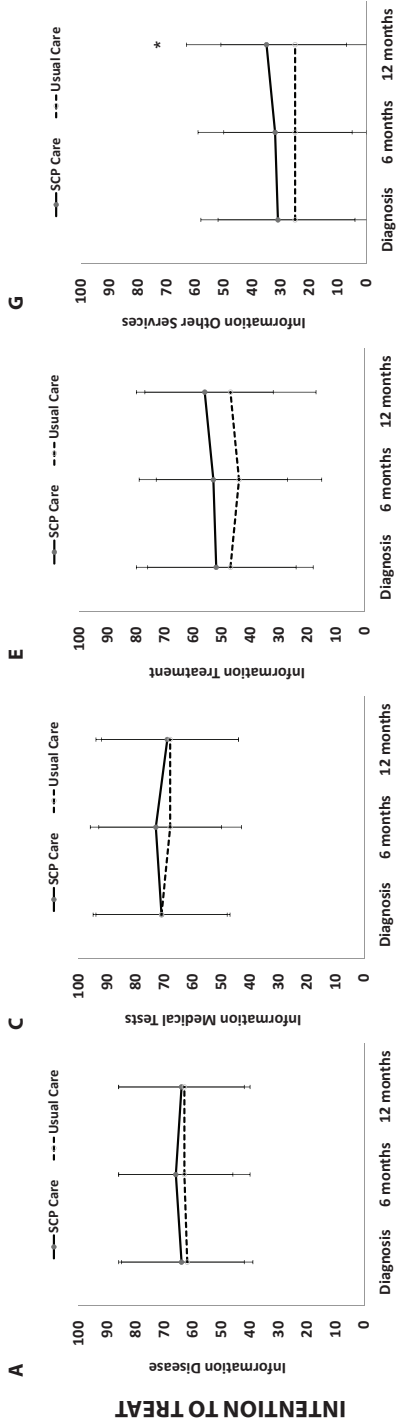 INTENTION TO TREAT
A
SCP Care Usual Care
Information Disease
100
90
80
70
60
50
40
30
20
10
0
Diagnosis 6 months 12 months
C
SCP Care Usual Care
Information Medical Tests
100
90
80
70
60
50
40
30
20
10
0
Diagnosis 6 months 12 months
E
SCP Care Usual Care
Information Treatment
100
90
80
70
60
50
40
30
20
10
0
Diagnosis 6 months 12 months
G
SCP Care Usual Care
Information Other Services
100
90
80
70
60
50
40
30
20
10
0
*
Diagnosis 6 months 12 months